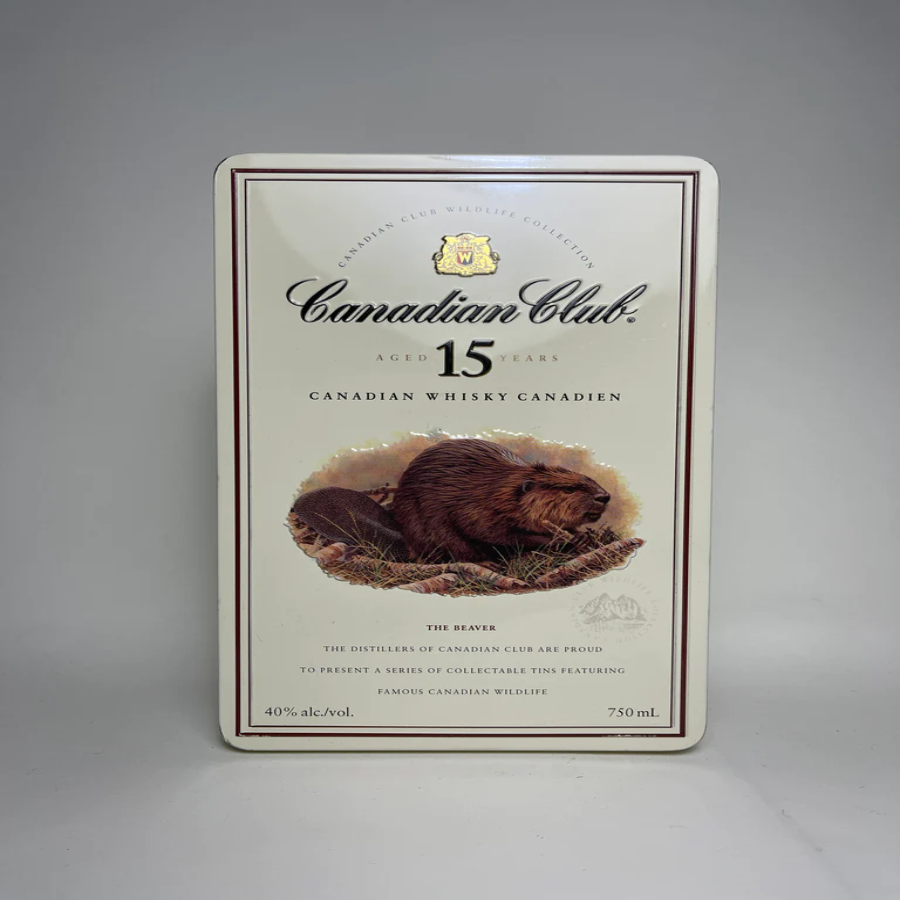 CANADIAN CLUB WILDLIFE COLLECTION
W
Canadian Club®
AGED 15 YEARS
CANADIAN WHISKY CANADIEN
THE BEAVER
THE DISTILLERS OF CANADIAN CLUB ARE PROUD
TO PRESENT A SERIES OF COLLECTABLE TINS FEATURING
FAMOUS CANADIAN WILDLIFE
40% alc./vol.
750 mL